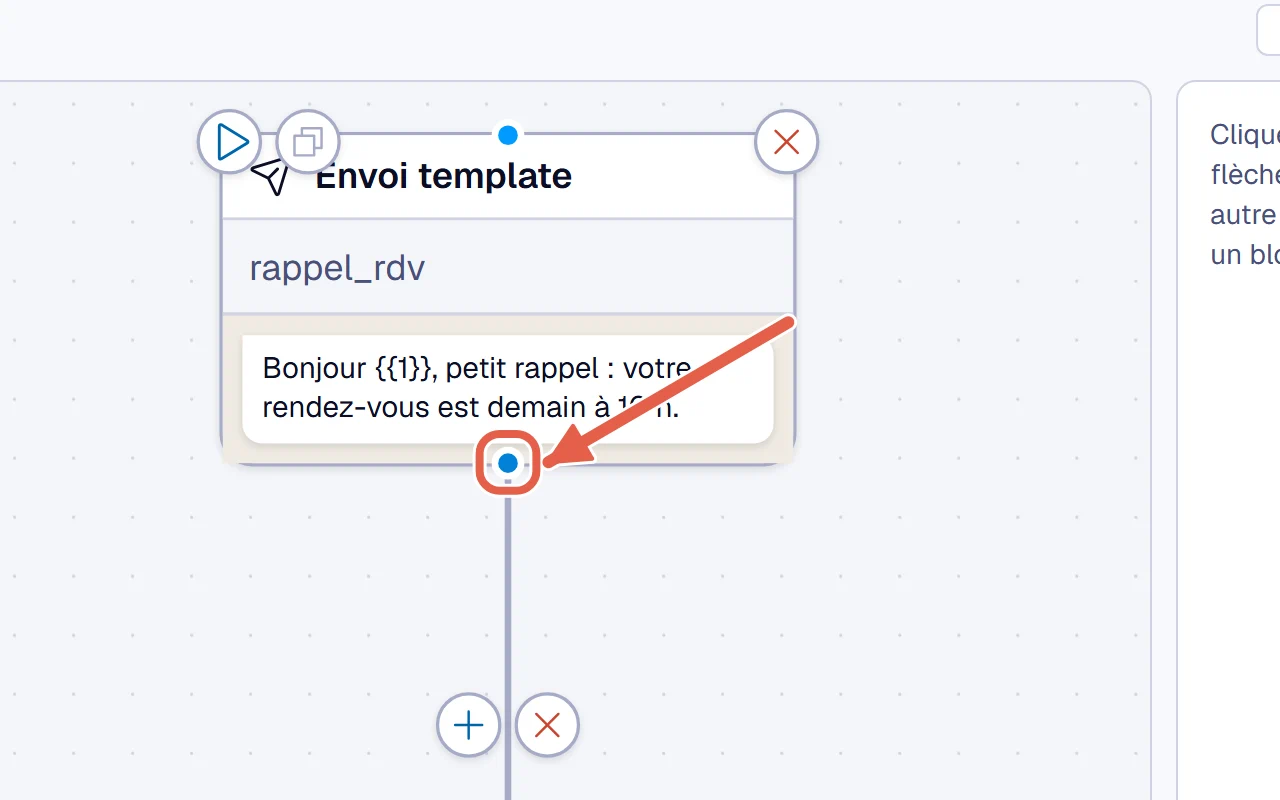 Envoi template
rappel_rdv
Bonjour {{1}}, petit rappel : votre
rendez-vous est demain à
Clique
flèche
autre
un blo